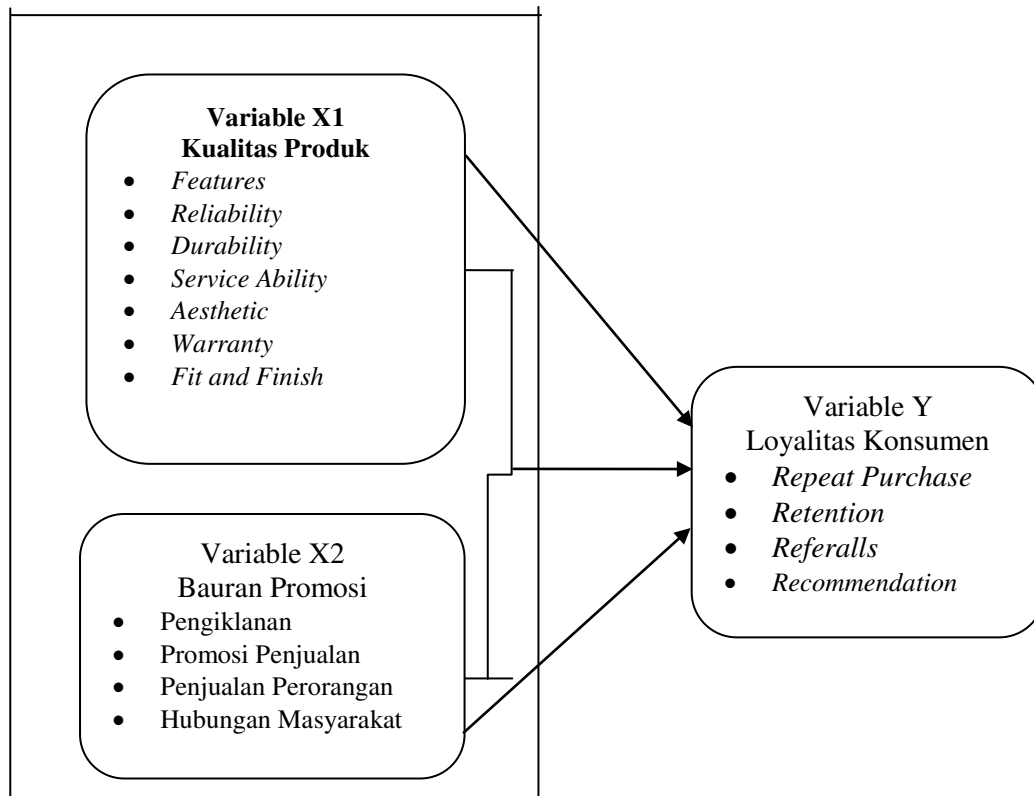 Variable X1
Kualitas Produk
• Features
• Reliability
• Durability
• Service Ability
• Aesthetic
• Warranty
• Fit and Finish
Variable X2
Bauran Promosi
• Pengiklanan
• Promosi Penjualan
• Penjualan Perorangan
• Hubungan Masyarakat
Variable Y
Loyalitas Konsumen
• Repeat Purchase
• Retention
• Referalls
• Recommendation